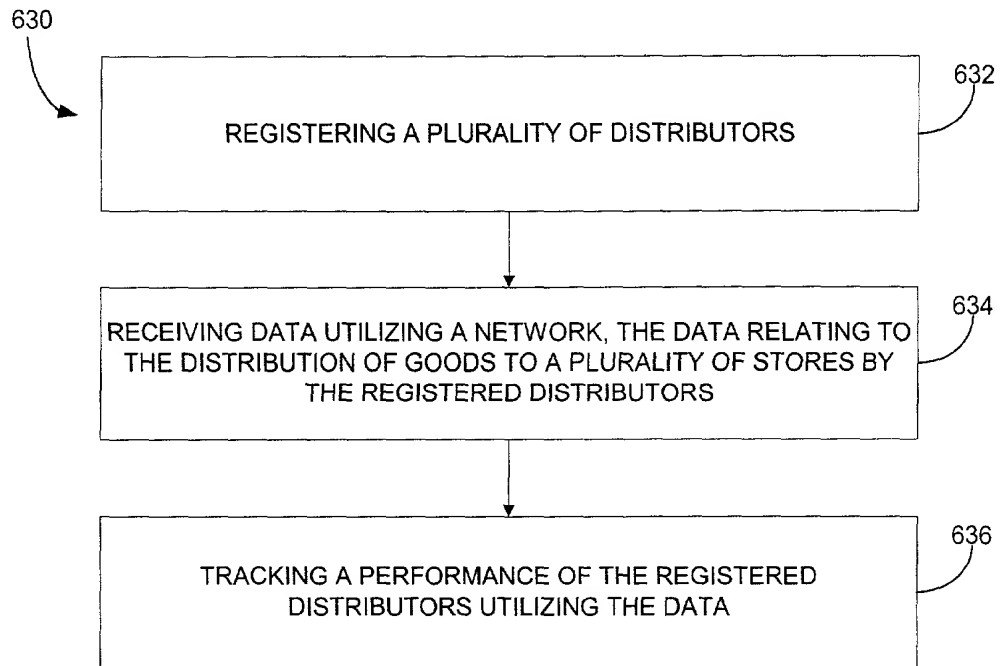 630
632
REGISTERING A PLURALITY OF DISTRIBUTORS
634
RECEIVING DATA UTILIZING A NETWORK, THE DATA RELATING TO
THE DISTRIBUTION OF GOODS TO A PLURALITY OF STORES BY
THE REGISTERED DISTRIBUTORS
636
TRACKING A PERFORMANCE OF THE REGISTERED
DISTRIBUTORS UTILIZING THE DATA